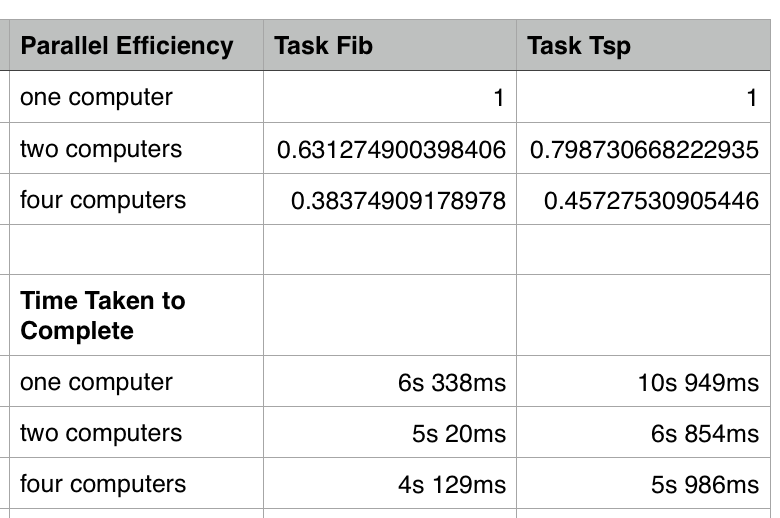 Parallel Efficiency Task Fib Task Tsp
one computer 1 1
two computers 0.631274900398406 0.798730668222935
four computers 0.38374909178978 0.45727530905446
Time Taken to
Complete
one computer 6s 338ms 10s 949ms
two computers 5s 20ms 6s 854ms
four computers 4s 129ms 5s 986ms